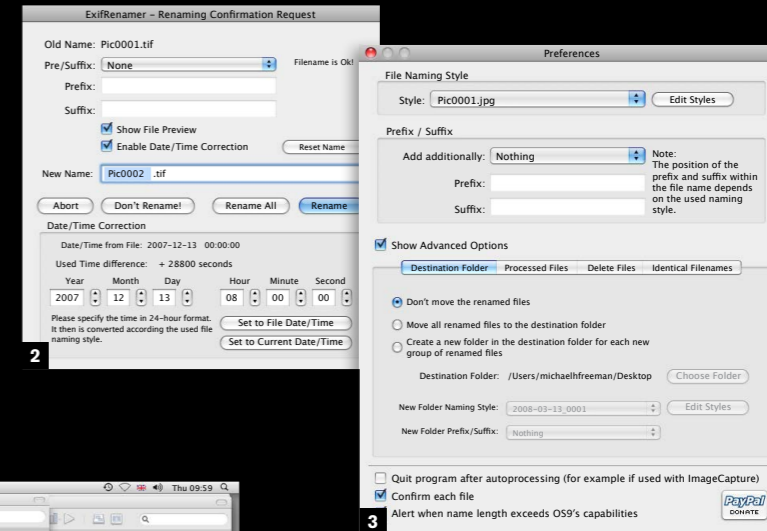 ExifRenamer – Renaming Confirmation Request
Old Name: Pic0001.tif
Pre/Suffix: None
Filename is Ok!
Prefix:
Suffix:
Show File Preview
Enable Date/Time Correction
Reset Name
New Name: Pic0002 .tif
Abort
Don't Rename!
Rename All
Rename
Date/Time Correction
Date/Time from File: 2007-12-13 00:00:00
Used Time difference: + 28800 seconds
Year Month Day Hour Minute Second
2007 12 13 08 00 00
Please specify the time in 24-hour format.
It then is converted according the used file
naming style.
Set to File Date/Time
Set to Current Date/Time
2
Preferences
File Naming Style
Style: Pic0001.jpg
Edit Styles
Prefix / Suffix
Add additionally: Nothing
Prefix:
Suffix:
Note:
The position of the
prefix and suffix within
the file name depends
on the used naming
style.
Show Advanced Options
Destination Folder
Processed Files
Delete Files
Identical Filenames
Don't move the renamed files
Move all renamed files to the destination folder
Create a new folder in the destination folder for each new
group of renamed files
Destination Folder: /Users/michaelhfreeman/Desktop
Choose Folder
New Folder Naming Style: 2008-03-13_0001
Edit Styles
New Folder Prefix/Suffix: Nothing
Quit program after autoprocessing (for example if used with ImageCapture)
Confirm each file
Alert when name length exceeds OS9's capabilities
PayPal
DONATE
3
Thu 09:59